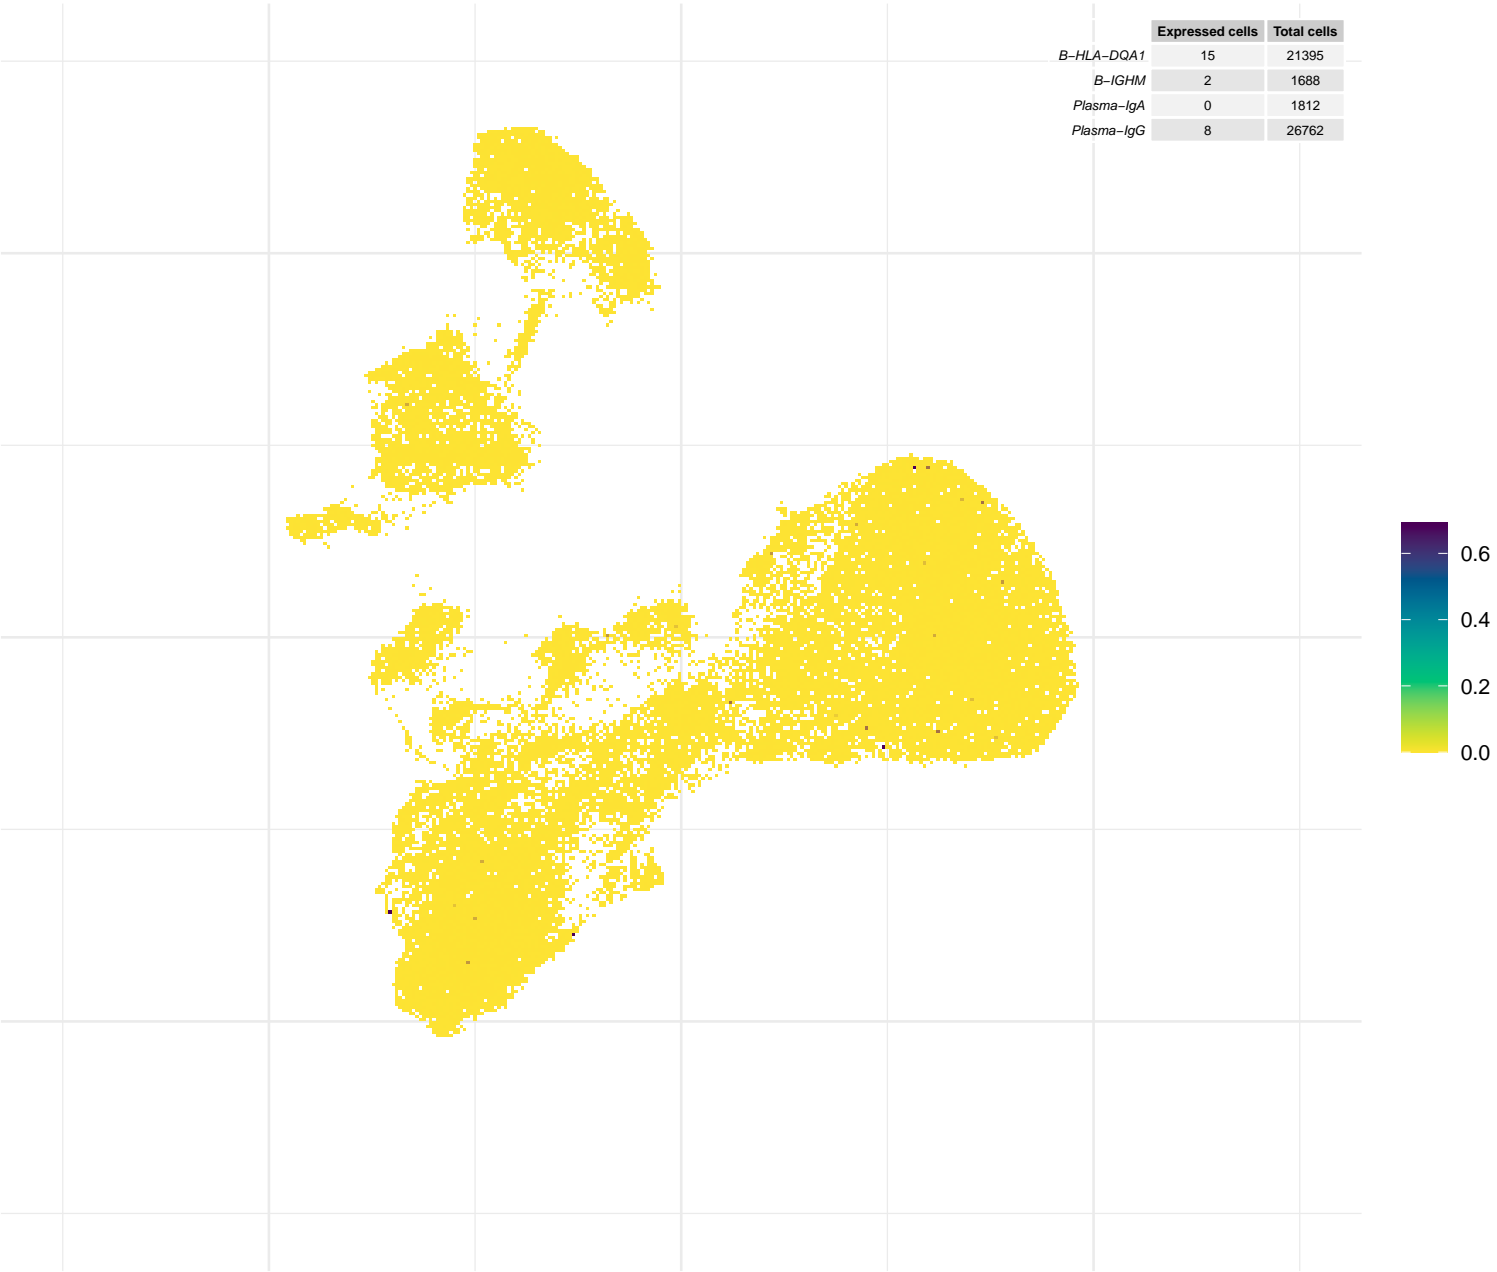 Expressed cells Total cells
B−HLA−DQA1 15 21395
B−IGHM 2 1688
Plasma−IgA 0 1812
Plasma−IgG 8 26762
0.6
0.4
0.2
0.0